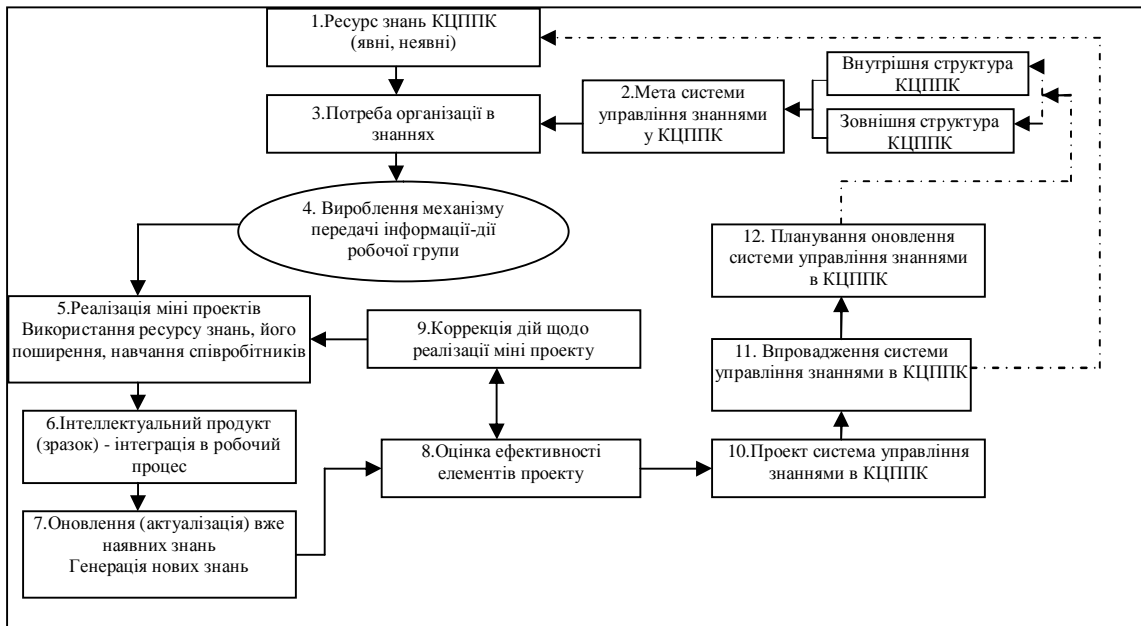 1.Ресурс знань КЦППК
(явні, неявні)
Внутрішня структура
КЦППК
2.Мета системи
управління знаннями
у КЦППК
3.Потреба організації в
знаннях
Зовнішня структура
КЦППК
4. Вироблення механізму
передачі інформації-дії
робочої групи
12. Планування оновлення
системи управління знаннями
в КЦППК
5.Реалізація міні проектів
Використання ресурсу знань, його
поширення, навчання співробітників
9.Коррекція дій щодо
реалізації міні проекту
11. Впровадження системи
управління знаннями в КЦППК
6.Інтеллектуальний продукт
(зразок) - інтеграція в робочий
процес
8.Оцінка ефективності
елементів проекту
10.Проект система управління
знаннями в КЦППК
7.Оновлення (актуалізація) вже
наявних знань
Генерація нових знань